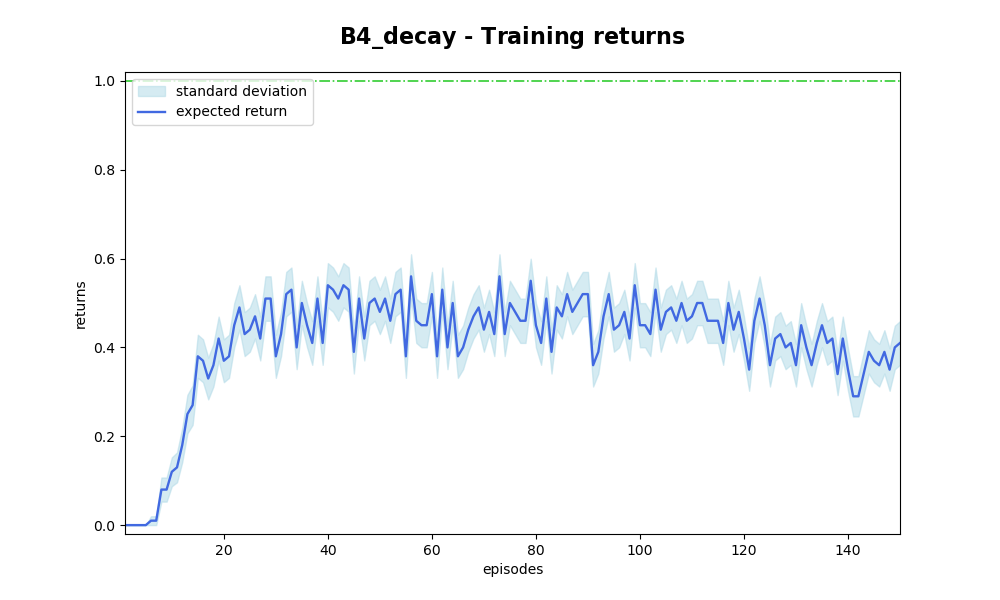 B4_decay - Training returns
1.0
0.8
0.6
0.4
0.2
0.0
returns
standard deviation
expected return
20 40 60 80 100 120 140
episodes